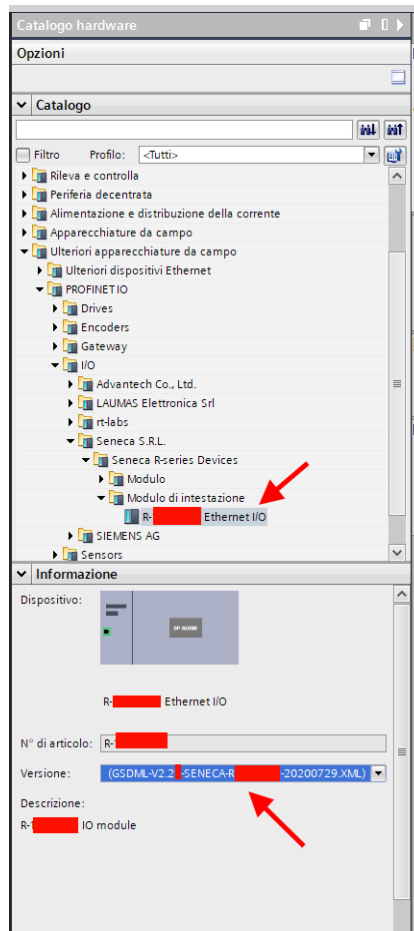 Catalogo hardware
Opzioni
Catalogo
Filtro Profilo: <Tutti>
Rileva e controlla
Periferia decentrata
Alimentazione e distribuzione della corrente
Apparecchiature da campo
Ulteriori apparecchiature da campo
Ulteriori dispositivi Ethernet
PROFINET IO
Drives
Encoders
Gateway
I/O
Advantech Co., Ltd.
LAUMAS Elettronica Srl
rt-labs
Seneca S.R.L.
Seneca R-series Devices
Modulo
Modulo di intestazione
R- Ethernet I/O
SIEMENS AG
Sensors
Informazione
Dispositivo:
DP-NORM
R- Ethernet I/O
N° di articolo: R-
Versione: (GSDML-V2.2 -SENECA-R -20200729.XML)
Descrizione:
R-1 IO module